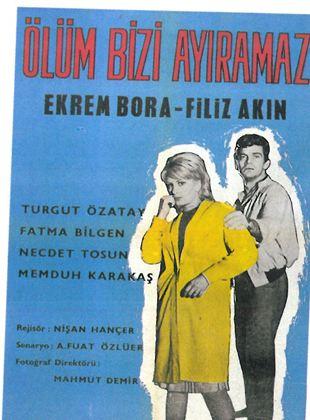 ÖLÜM BİZİ AYIRAMAZ
EKREM BORA-FİLİZ AKIN
TURGUT ÖZATAY
FATMA BİLGEN
NECDET TOSUN
MEMDUH KARAKAŞ
Rejisör : NİŞAN HANÇER
Senaryo : A.FUAT ÖZLÜER
Fotoğraf Direktörü :
MAHMUT DEMİR